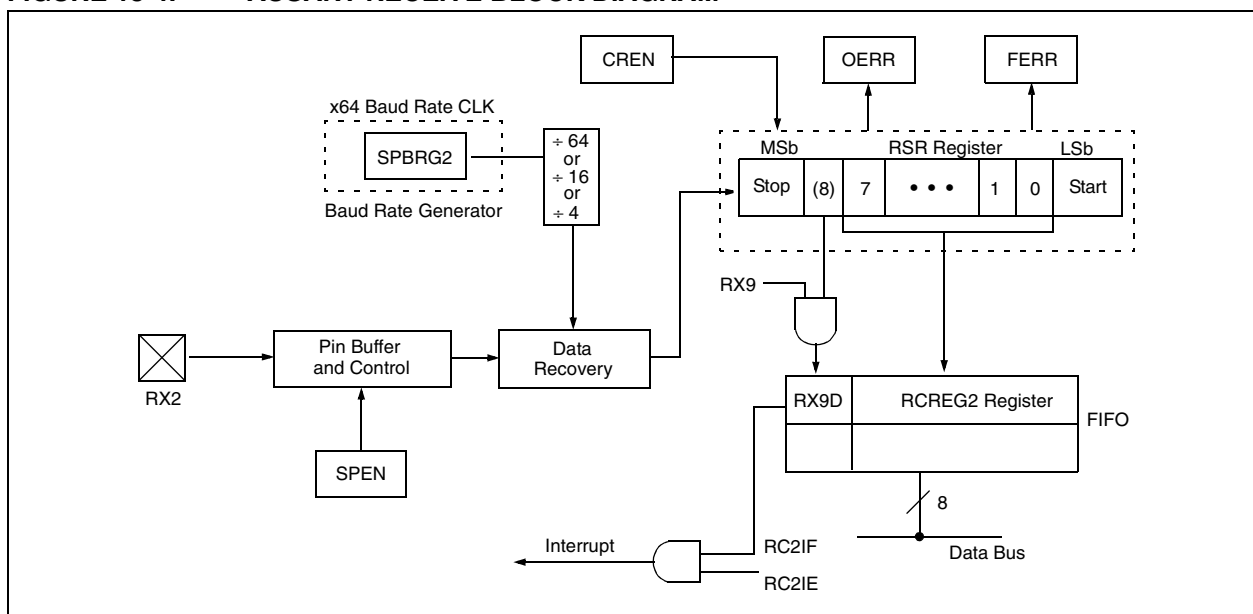 CREN
OERR
FERR
x64 Baud Rate CLK
SPBRG2
Baud Rate Generator
÷ 64
or
÷ 16
or
÷ 4
MSb
RSR Register
LSb
Stop
(8)
7
• • •
1
0
Start
RX9
RX2
Pin Buffer
and Control
Data
Recovery
SPEN
RX9D
RCREG2 Register
FIFO
8
Data Bus
Interrupt
RC2IF
RC2IE